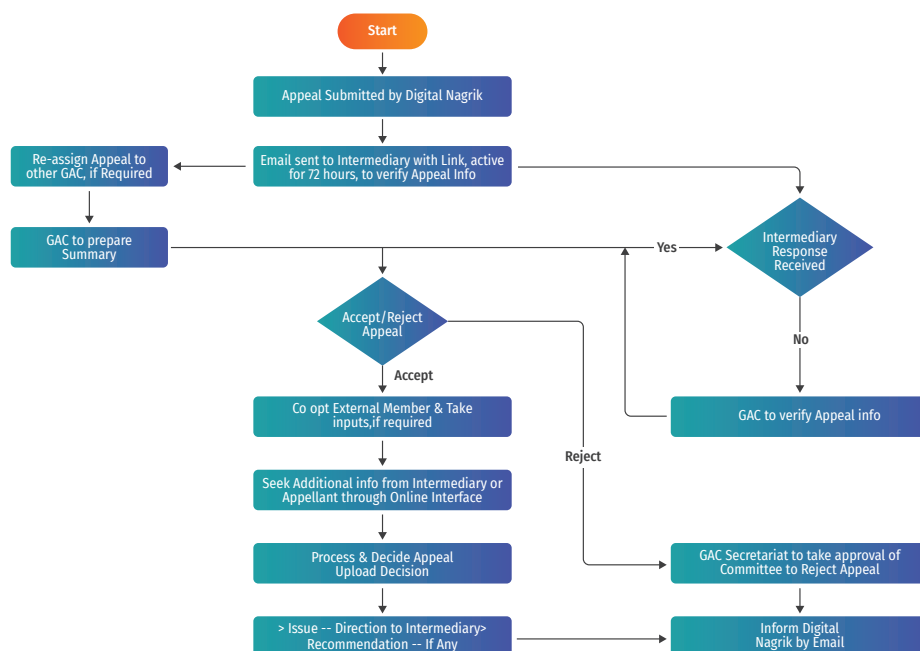 Start
Appeal Submitted by Digital Nagrik
Re-assign Appeal to
other GAC, if Required
Email sent to Intermediary with Link, active
for 72 hours, to verify Appeal Info
GAC to prepare
Summary
Yes
Intermediary
Response
Received
Accept/Reject
Appeal
No
Accept
Co opt External Member & Take
inputs,if required
GAC to verify Appeal info
Reject
Seek Additional info from Intermediary or
Appellant through Online Interface
Process & Decide Appeal
Upload Decision
GAC Secretariat to take approval of
Committee to Reject Appeal
> Issue -- Direction to Intermediary>
Recommendation -- If Any
Inform Digital
Nagrik by Email